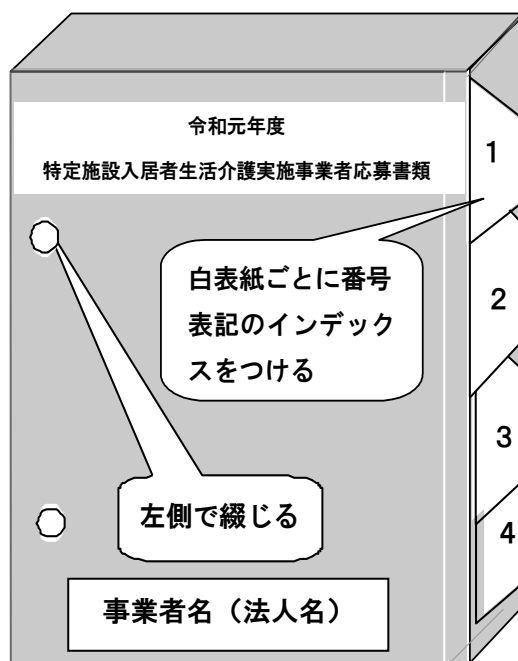 令和元年度
特定施設入居者生活介護実施事業者応募書類
1
白表紙ごとに番号
表記のインデック
スをつける
2
3
左側で綴じる
4
事業者名（法人名）